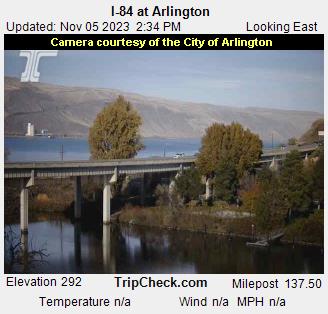 I-84 at Arlington
Updated: Nov 05 2023 2:34 PM Looking East
Camera courtesy of the City of Arlington
Elevation 292 TripCheck.com Milepost 137.50
Temperature n/a Wind n/a MPH n/a